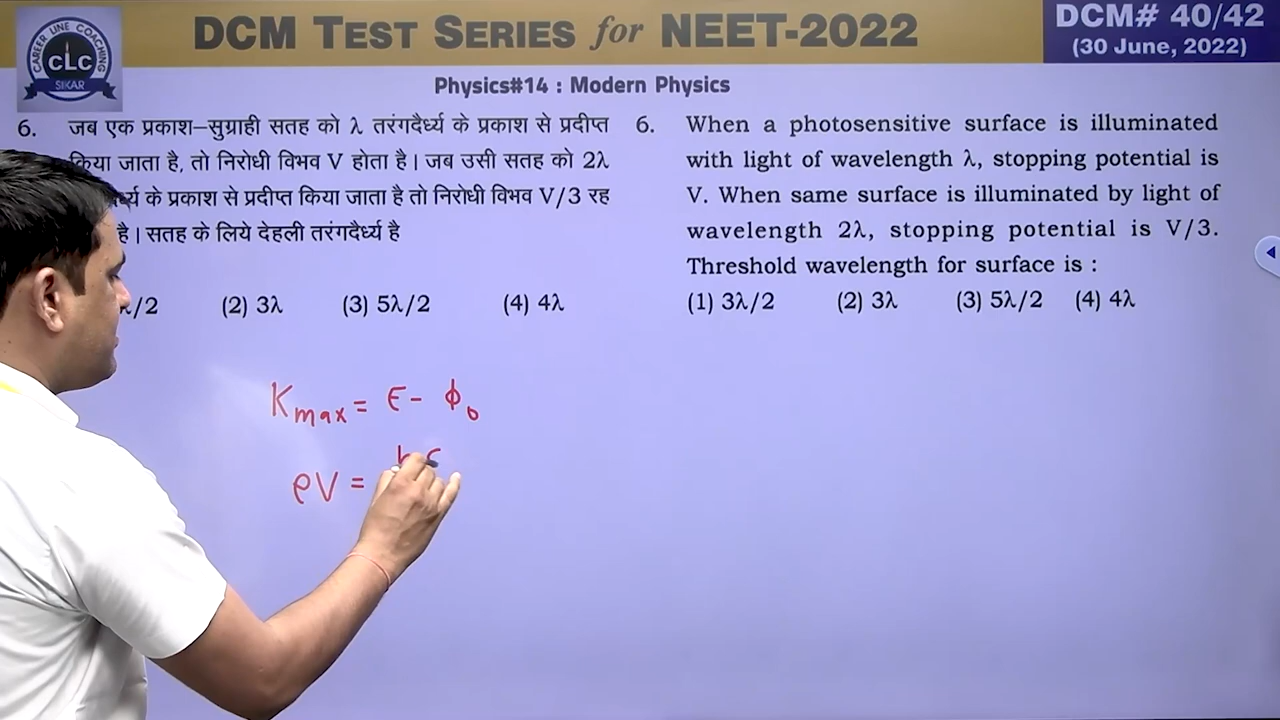 DCM TEST SERIES for NEET-2022
DCM# 40/42
(30 June, 2022)
CAREER LINE COACHING
CLC
SIKAR
Physics#14 : Modern Physics
6. जब एक प्रकाश–सुग्राही सतह को λ तरंगदैर्ध्य के प्रकाश से प्रदीप्त
किया जाता है, तो निरोधी विभव V होता है। जब उसी सतह को 2λ
के प्रकाश से प्रदीप्त किया जाता है तो निरोधी विभव V/3 रह
है। सतह के लिये देहली तरंगदैर्ध्य है
λ/2 (2) 3λ (3) 5λ/2 (4) 4λ
6. When a photosensitive surface is illuminated
with light of wavelength λ, stopping potential is
V. When same surface is illuminated by light of
wavelength 2λ, stopping potential is V/3.
Threshold wavelength for surface is :
(1) 3λ/2 (2) 3λ (3) 5λ/2 (4) 4λ
Kmax = E - ϕ₀
eV =